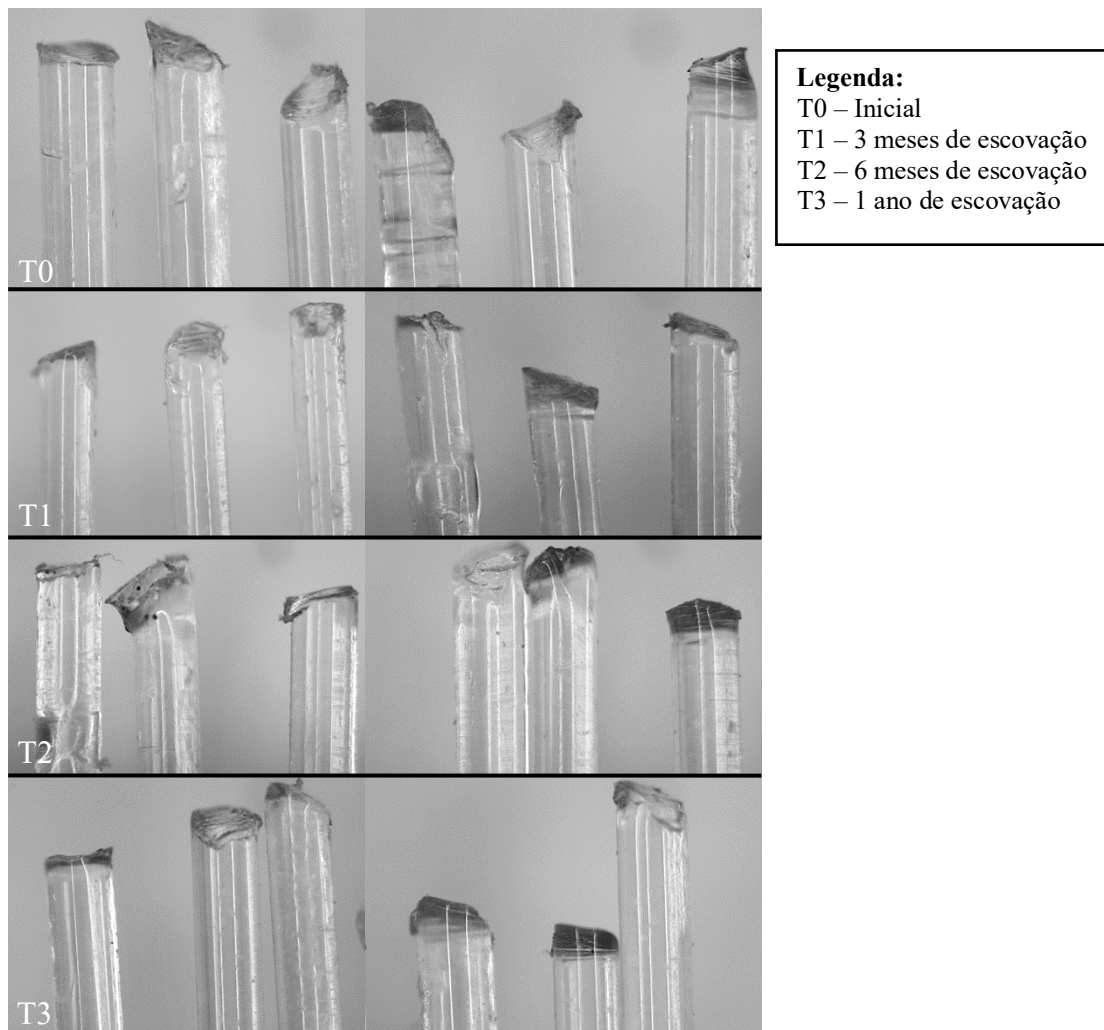 Legenda:
T0 – Inicial
T1 – 3 meses de escovação
T2 – 6 meses de escovação
T3 – 1 ano de escovação
T0
T1
T2
T3